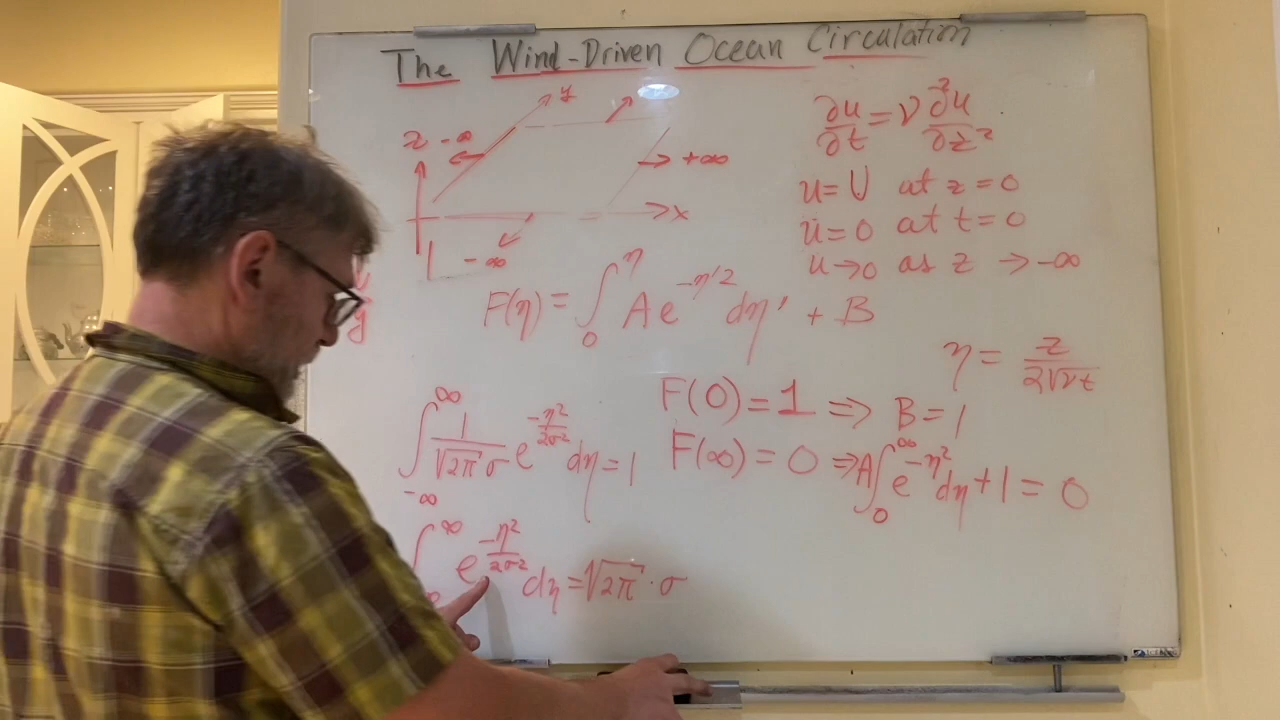 The Wind-Driven Ocean Circulation
z -∞
y
+∞
x
-∞
∂u/∂t = ν ∂²u/∂z²
u = U at z = 0
u = 0 at t = 0
u → 0 as z → -∞
F(η) = ∫₀^η A e^{-η'2} dη' + B
η = z/(2√νt)
F(0) = 1 ⇒ B = 1
F(∞) = 0 ⇒ A∫₀^∞ e^{-η²} dη + 1 = 0
∫_{-∞}^∞ 1/(√2π σ) e^{-η²/2σ²} dη = 1
∫^∞ e^{-η²/2σ²} dη = √2π · σ